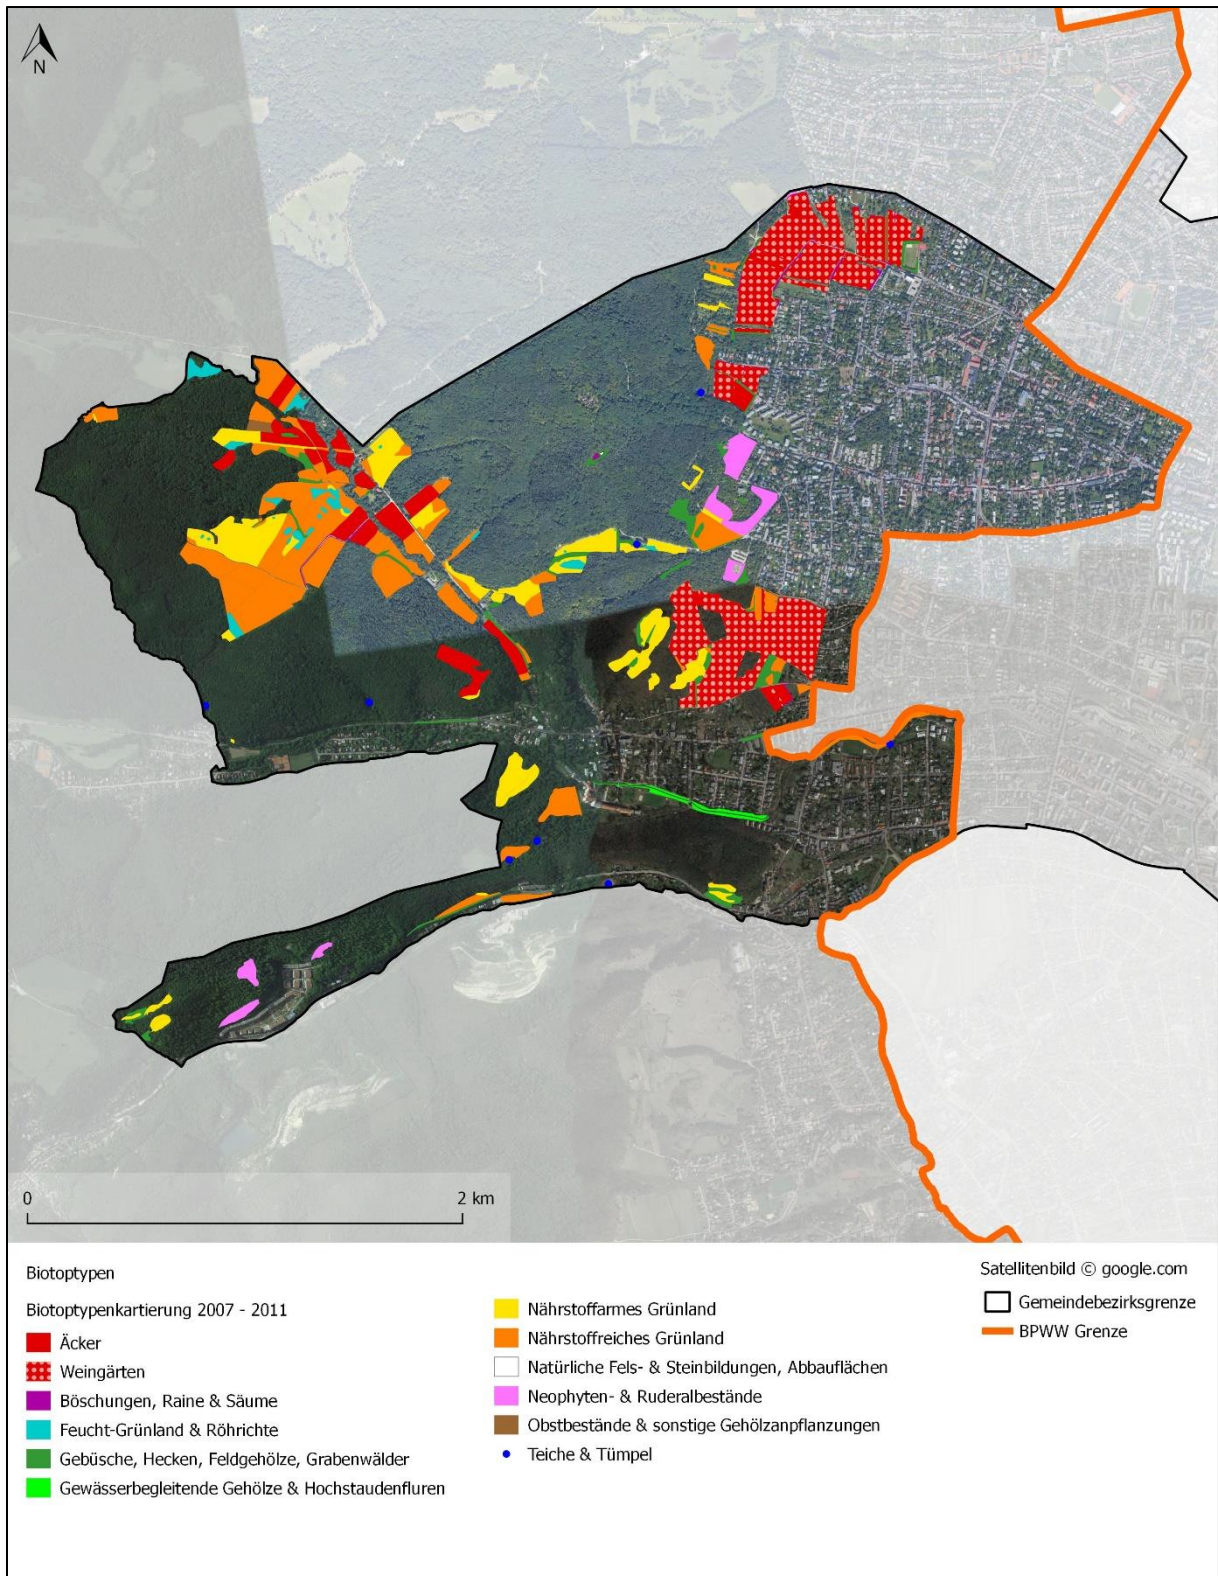 N
0 2 km
Biotoptypen
Biotoptypenkartierung 2007 - 2011
Äcker
Weingärten
Böschungen, Raine & Säume
Feucht-Grünland & Röhrichte
Gebüsche, Hecken, Feldgehölze, Grabenwälder
Gewässerbegleitende Gehölze & Hochstaudenfluren
Nährstoffarmes Grünland
Nährstoffreiches Grünland
Natürliche Fels- & Steinbildungen, Abbauflächen
Neophyten- & Ruderalbestände
Obstbestände & sonstige Gehölzanpflanzungen
Teiche & Tümpel
Satellitenbild © google.com
Gemeindebezirksgrenze
BPWW Grenze